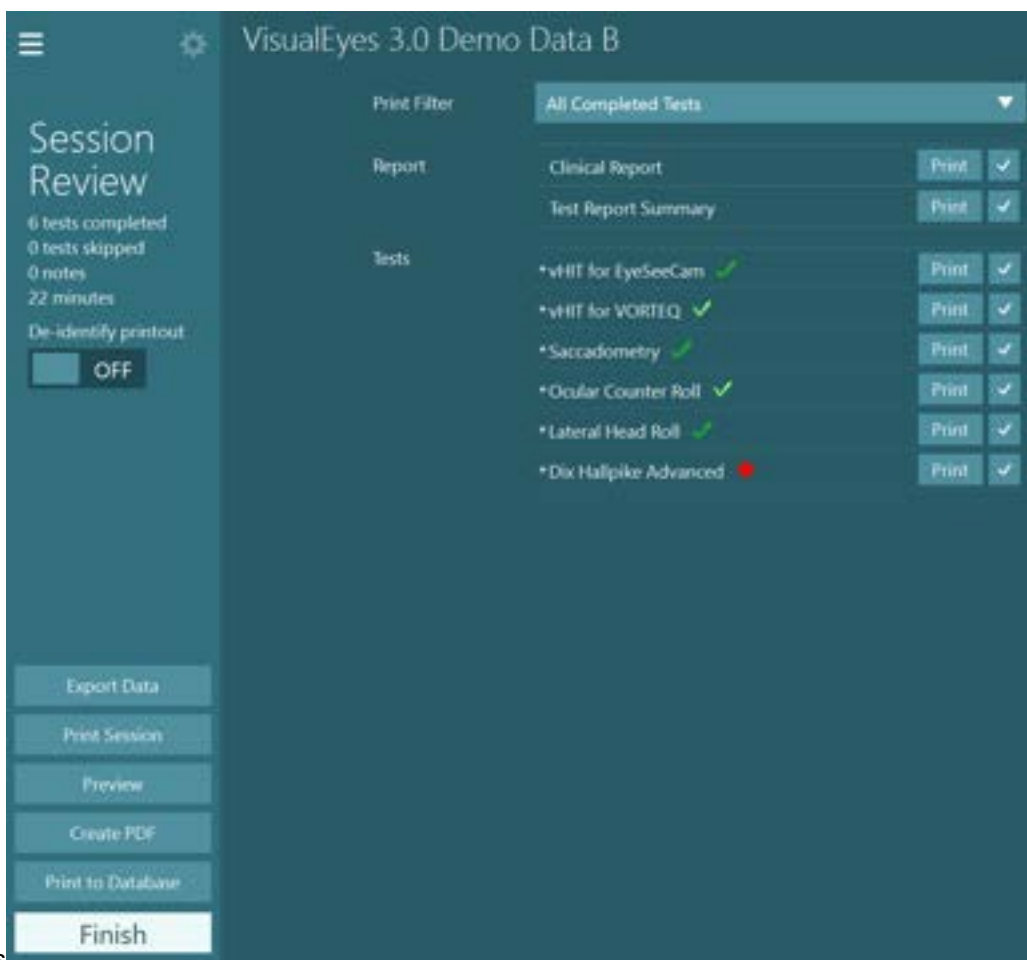 VisualEyes 3.0 Demo Data B
Print Filter All Completed Tests
Session
Review
6 tests completed
0 tests skipped
0 notes
22 minutes
De-identify printout
OFF
Report Clinical Report Print
Test Report Summary Print
Tests
*vHIT for EyeSeeCam Print
*vHIT for VORTEQ Print
*Saccadometry Print
*Ocular Counter Roll Print
*Lateral Head Roll Print
*Dix Hallpike Advanced Print
Export Data
Print Session
Preview
Create PDF
Print to Database
Finish